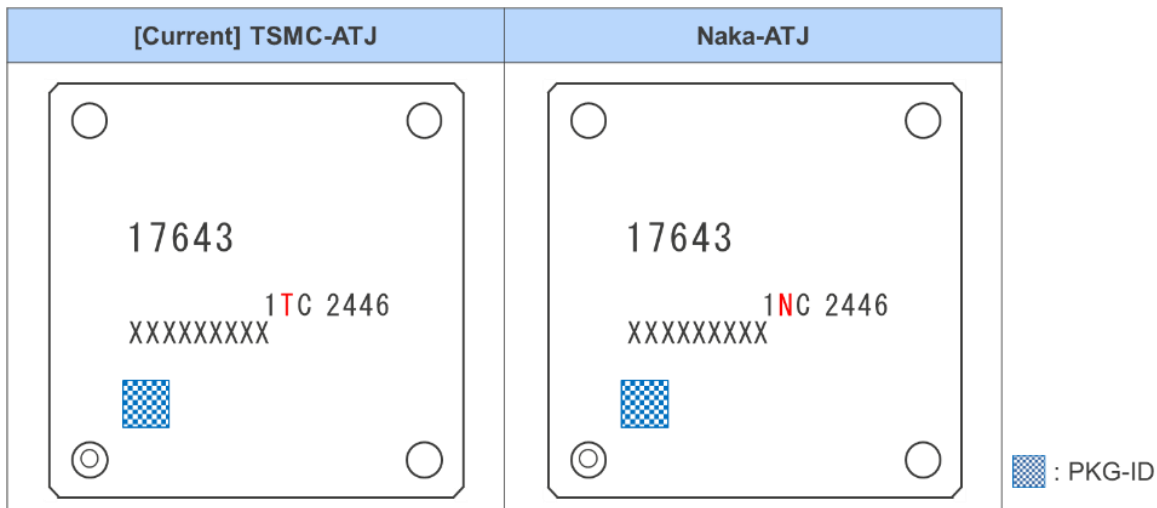 [Current] TSMC-ATJ
Naka-ATJ
17643
1TC 2446
XXXXXXXXX
17643
1NC 2446
XXXXXXXXX
: PKG-ID